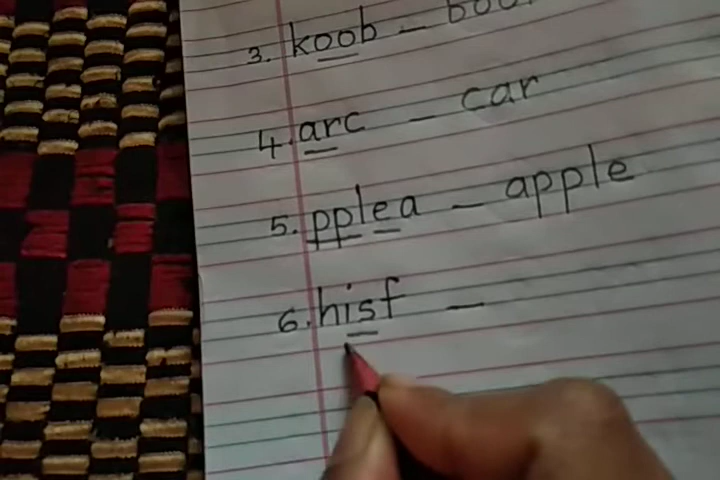 3. koob -
4. arc - car
5. pplea - apple
6. hisf -